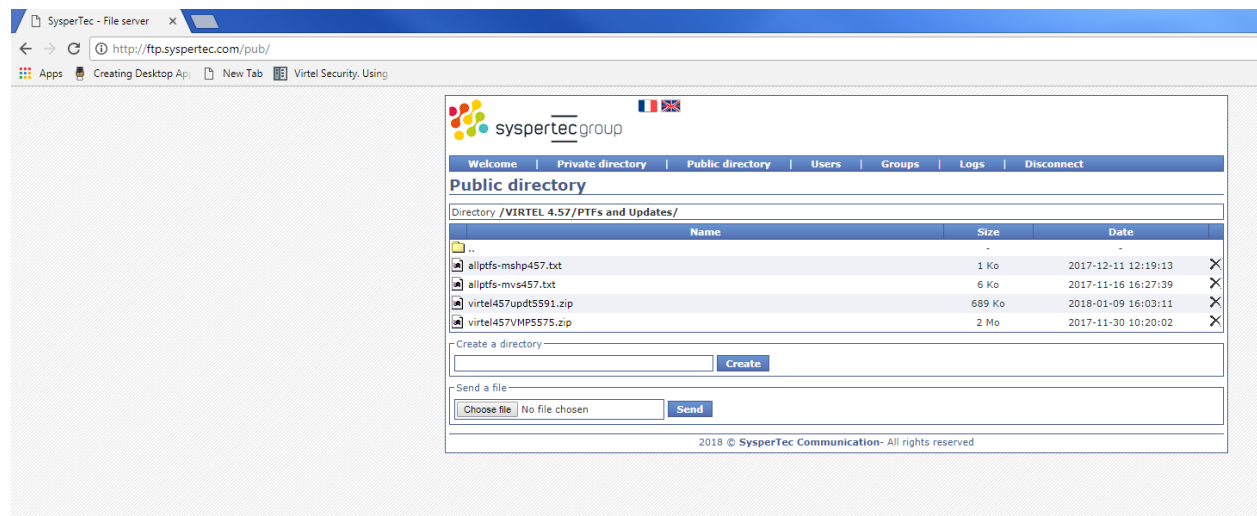 SysperTec - File server
http://ftp.syspertec.com/pub/
Apps Creating Desktop Ap New Tab Virtel Security. Using
syspertecgroup
Welcome | Private directory | Public directory | Users | Groups | Logs | Disconnect
Public directory
Directory /VIRTEL 4.57/PTFs and Updates/
Name Size Date
.. - -
allptfs-mshp457.txt 1 Ko 2017-12-11 12:19:13
allptfs-mvs457.txt 6 Ko 2017-11-16 16:27:39
virtel457updt5591.zip 689 Ko 2018-01-09 16:03:11
virtel457VMP5575.zip 2 Mo 2017-11-30 10:20:02
Create a directory
Create
Send a file
Choose file No file chosen Send
2018 © SysperTec Communication- All rights reserved